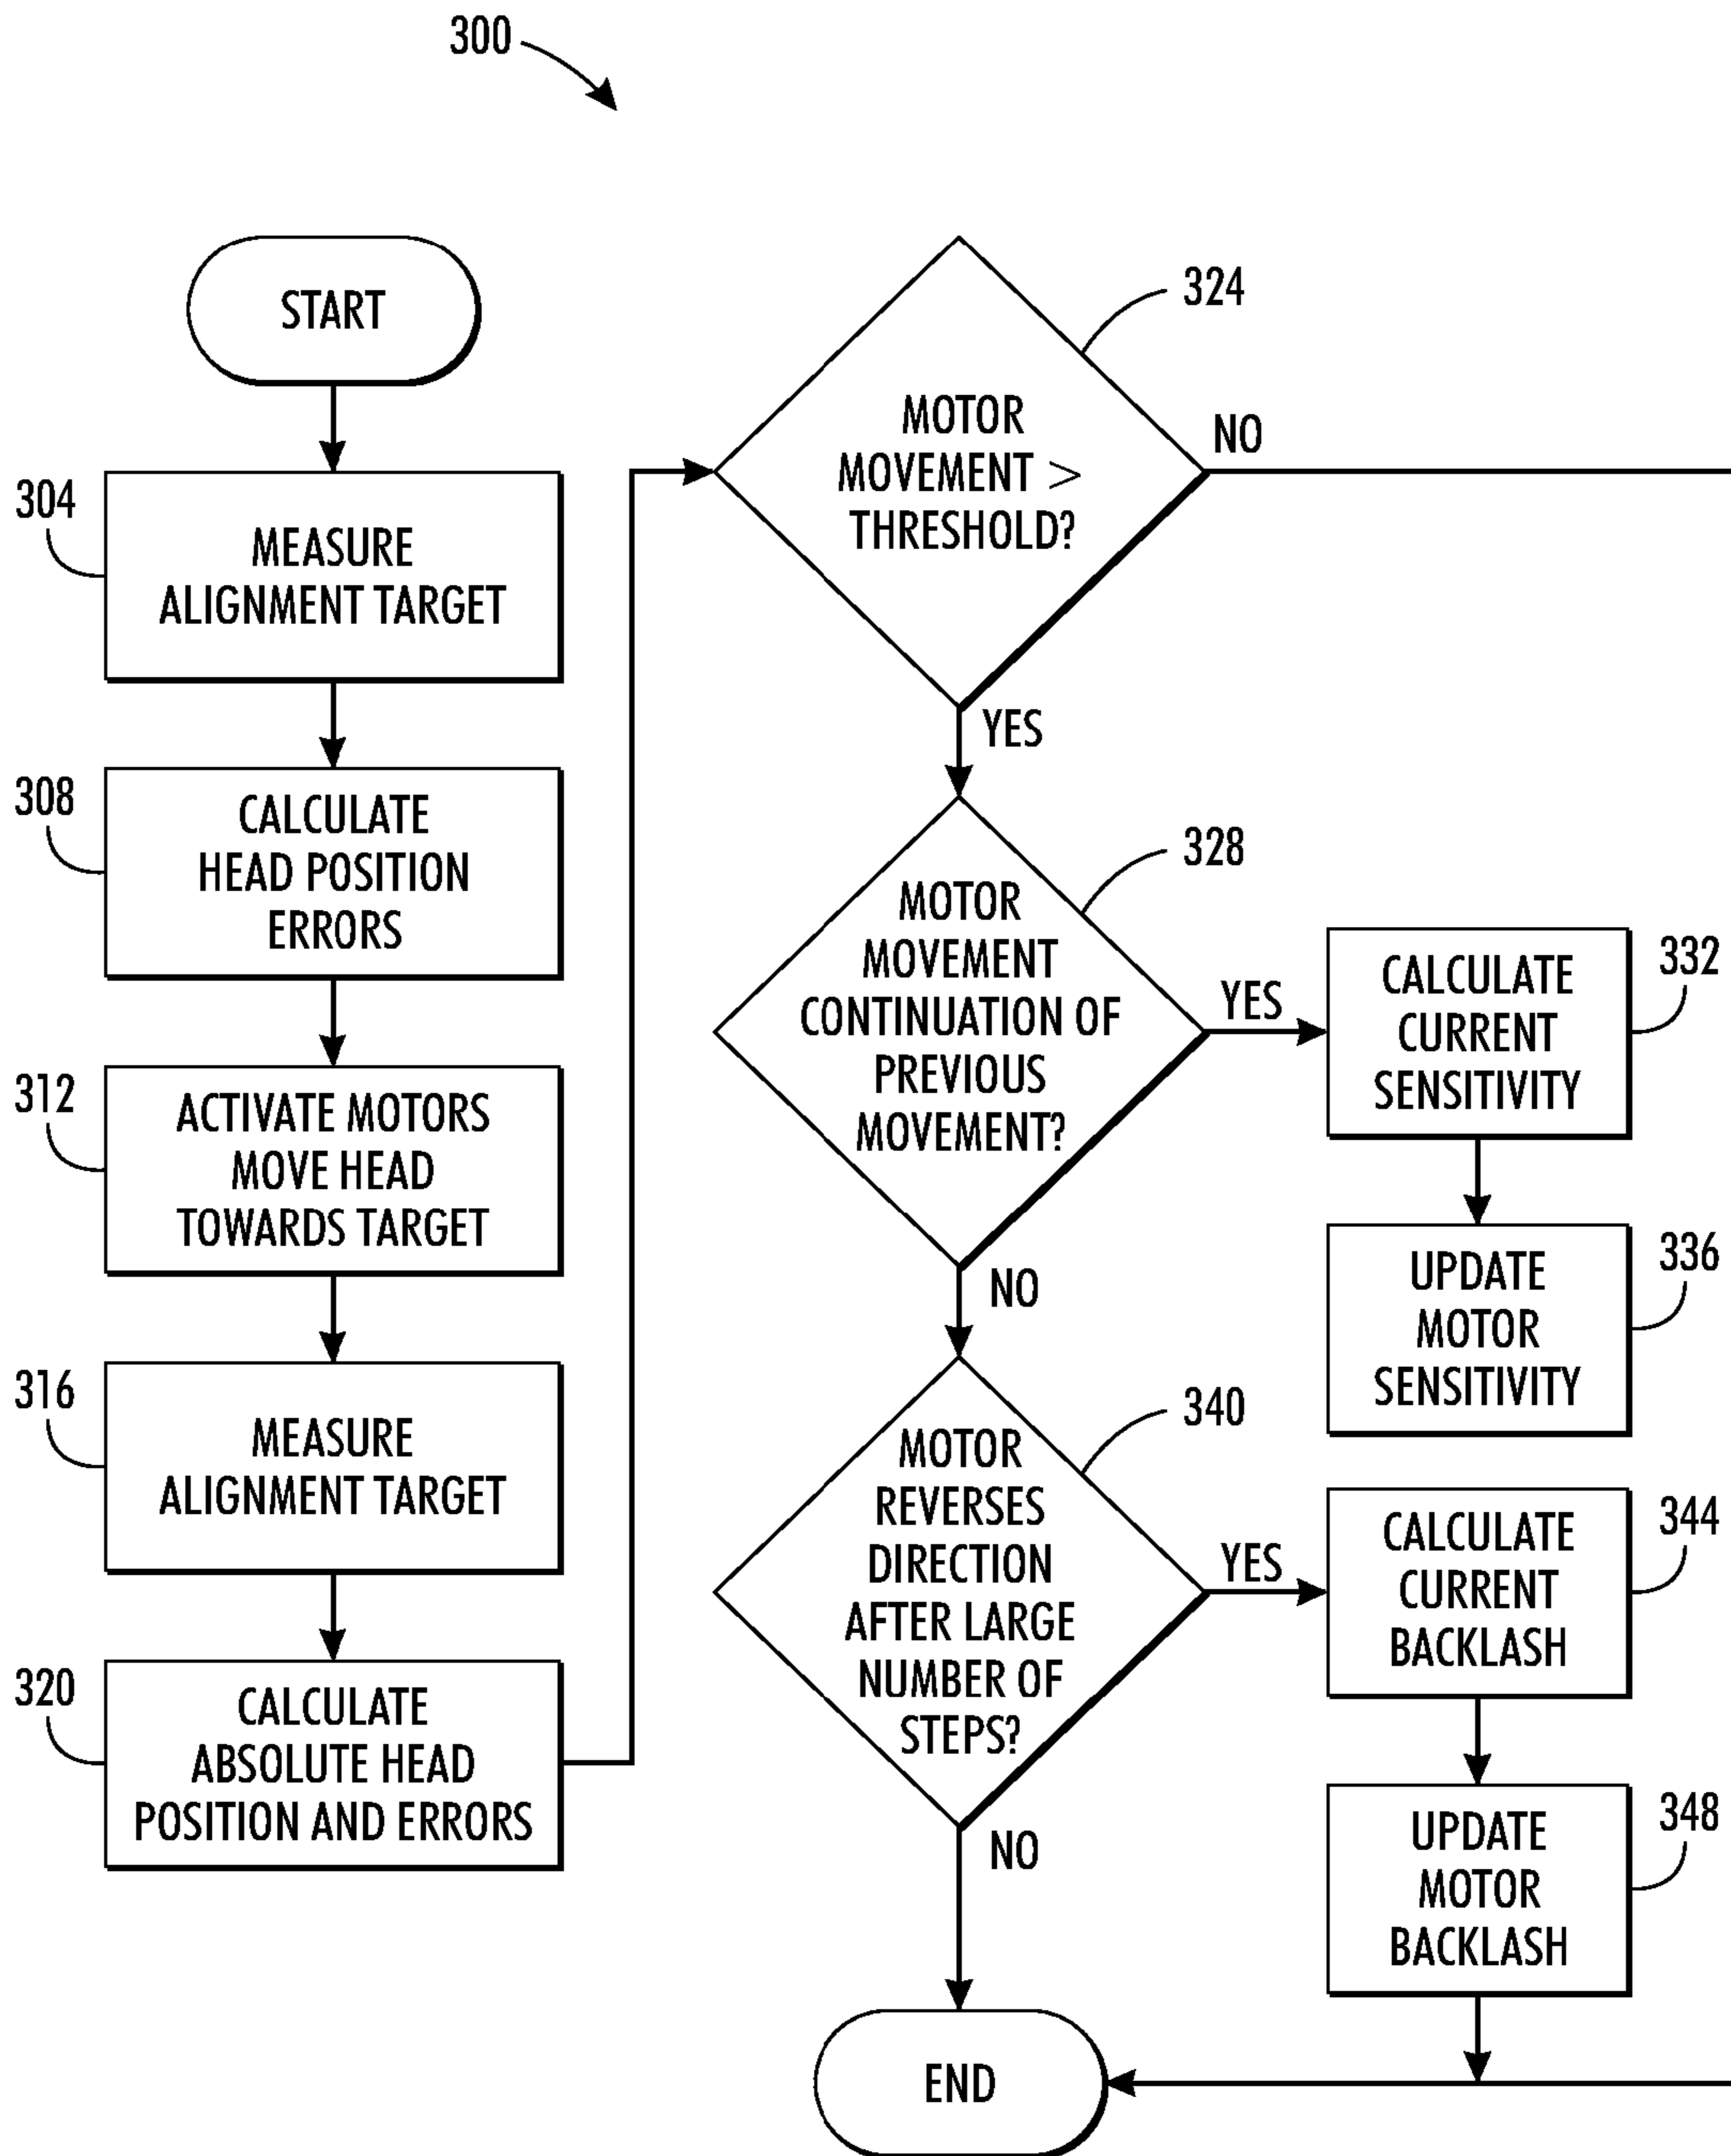 300
START
304
MEASURE
ALIGNMENT TARGET
308
CALCULATE
HEAD POSITION
ERRORS
312
ACTIVATE MOTORS
MOVE HEAD
TOWARDS TARGET
316
MEASURE
ALIGNMENT TARGET
320
CALCULATE
ABSOLUTE HEAD
POSITION AND ERRORS
324
MOTOR
MOVEMENT >
THRESHOLD?
NO
YES
328
MOTOR
MOVEMENT
CONTINUATION OF
PREVIOUS
MOVEMENT?
YES
332
CALCULATE
CURRENT
SENSITIVITY
336
UPDATE
MOTOR
SENSITIVITY
NO
340
MOTOR
REVERSES
DIRECTION
AFTER LARGE
NUMBER OF
STEPS?
YES
344
CALCULATE
CURRENT
BACKLASH
348
UPDATE
MOTOR
BACKLASH
NO
END